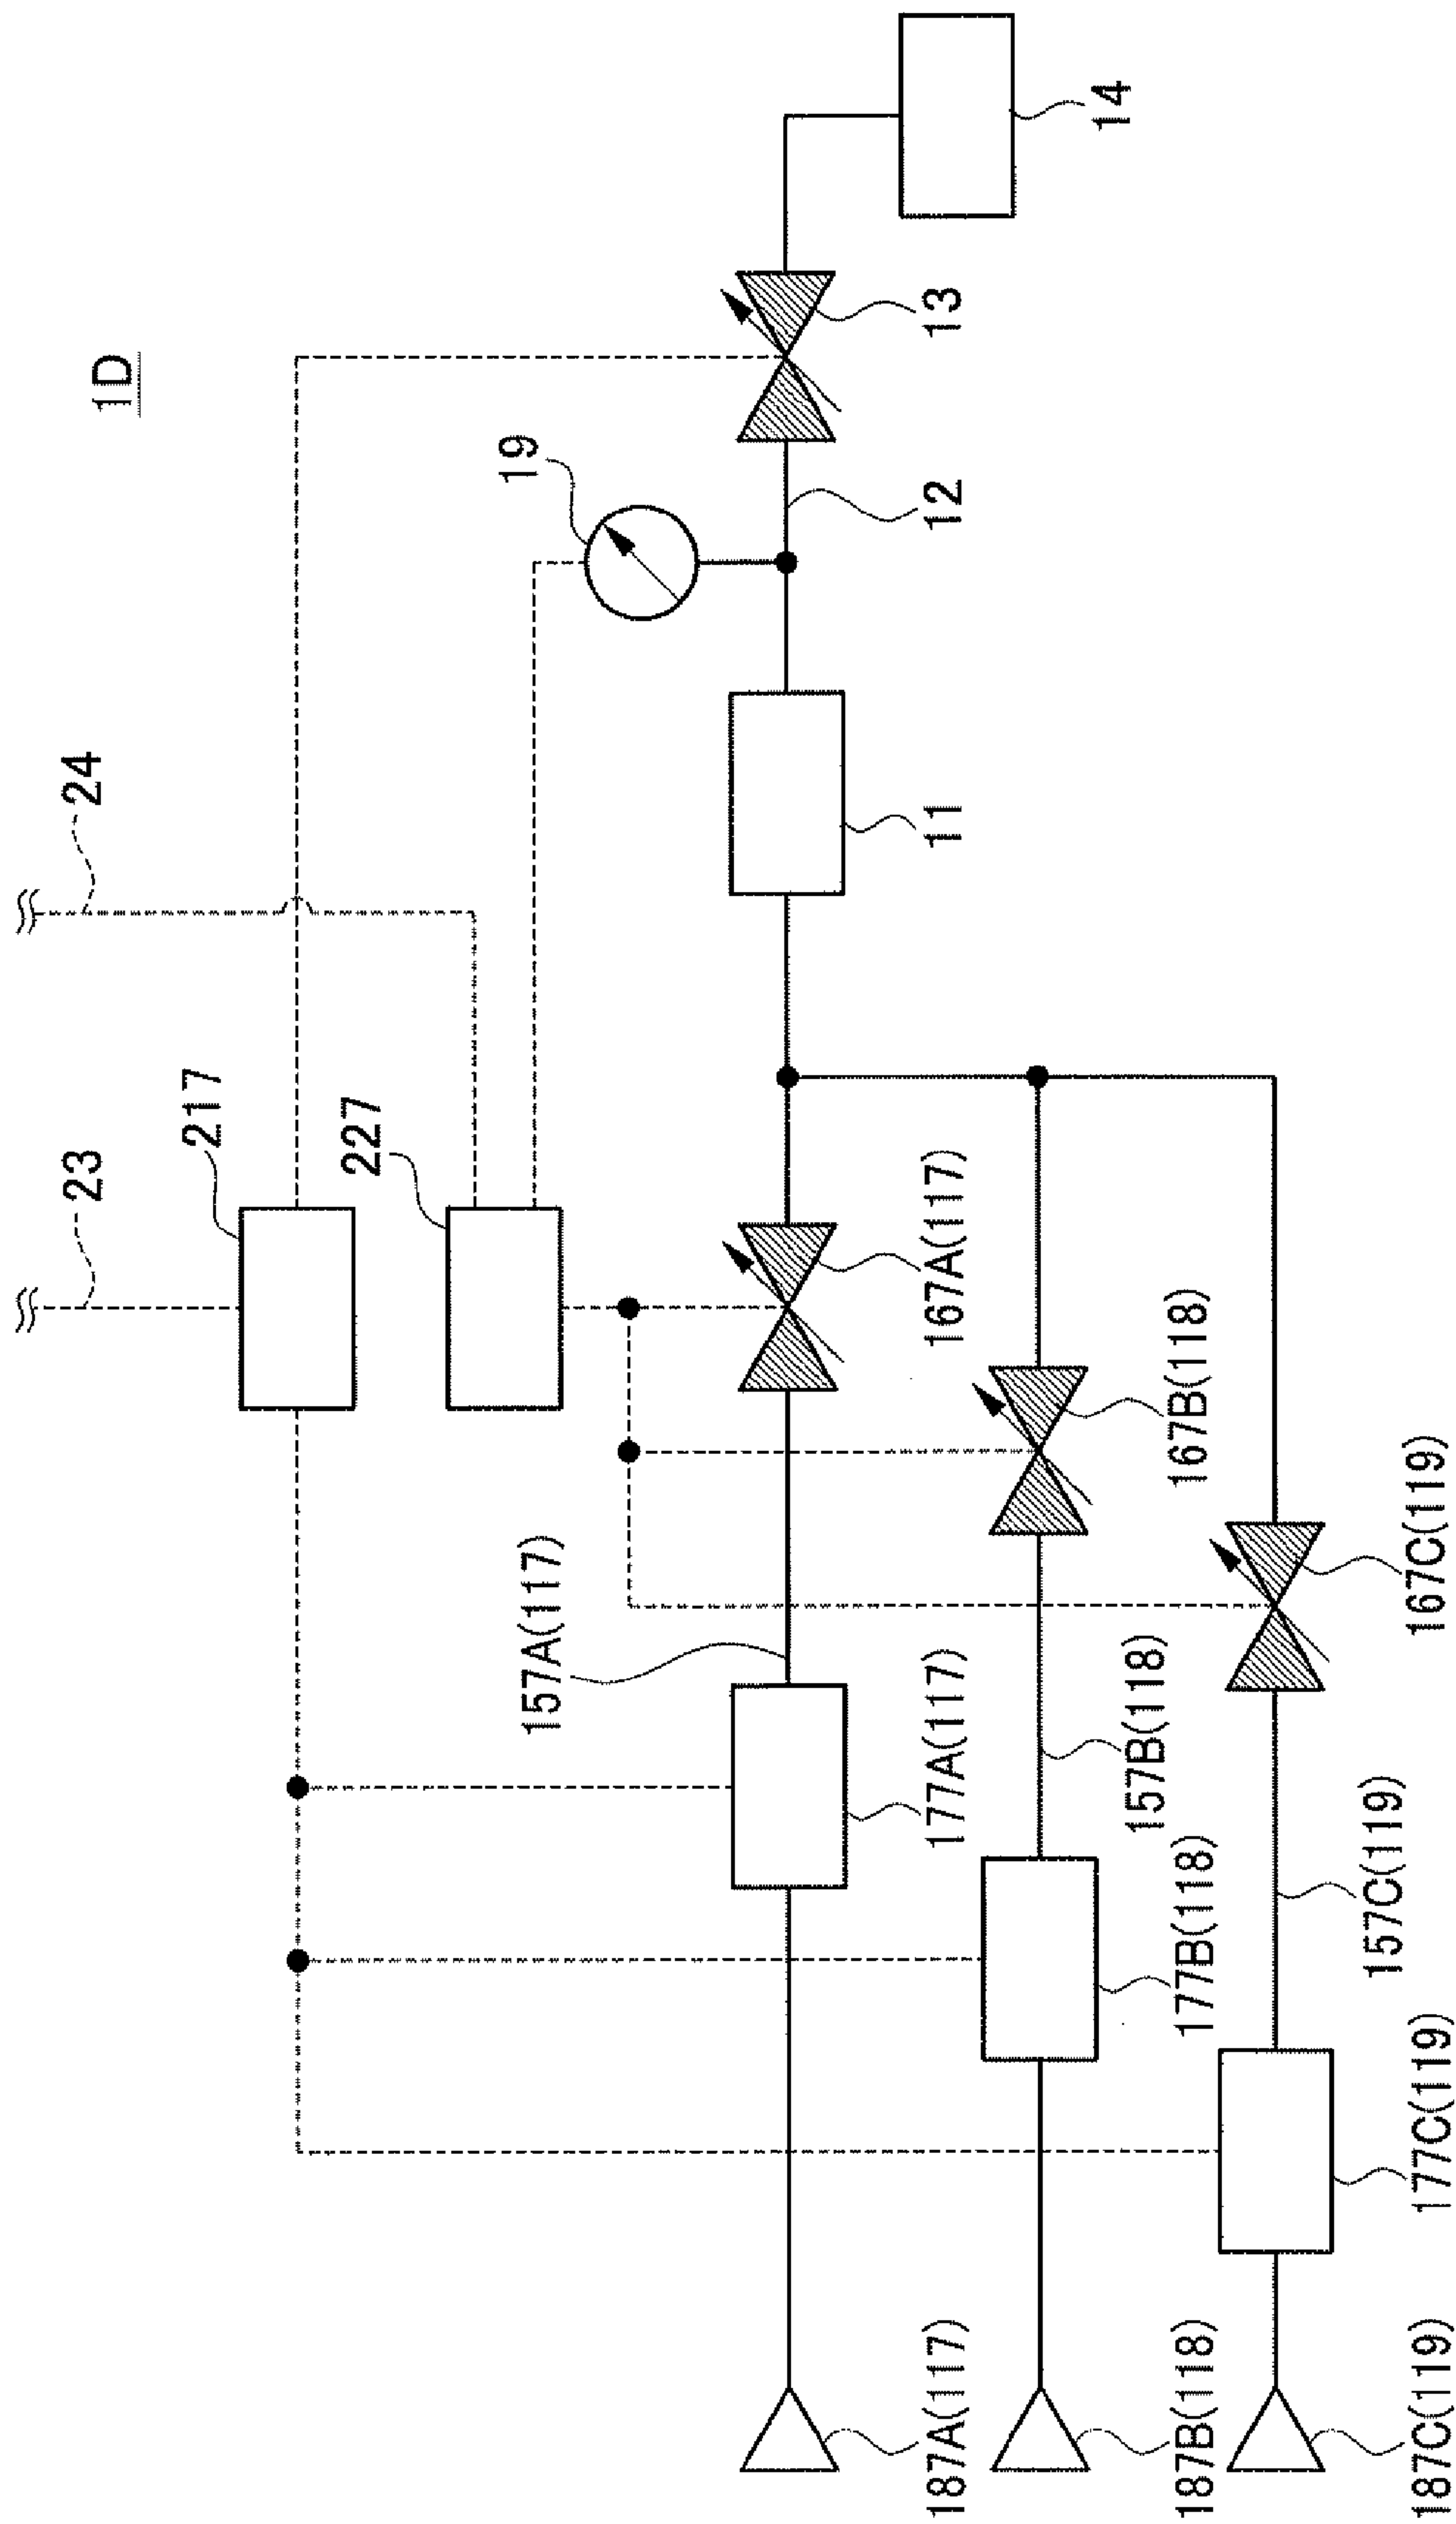 1D
14
13
19
12
24
11
217
23
227
167A(117)
167B(118)
167C(119)
157A(117)
157B(118)
177A(117)
157C(119)
177B(118)
177C(119)
187A(117)
187B(118)
187C(119)